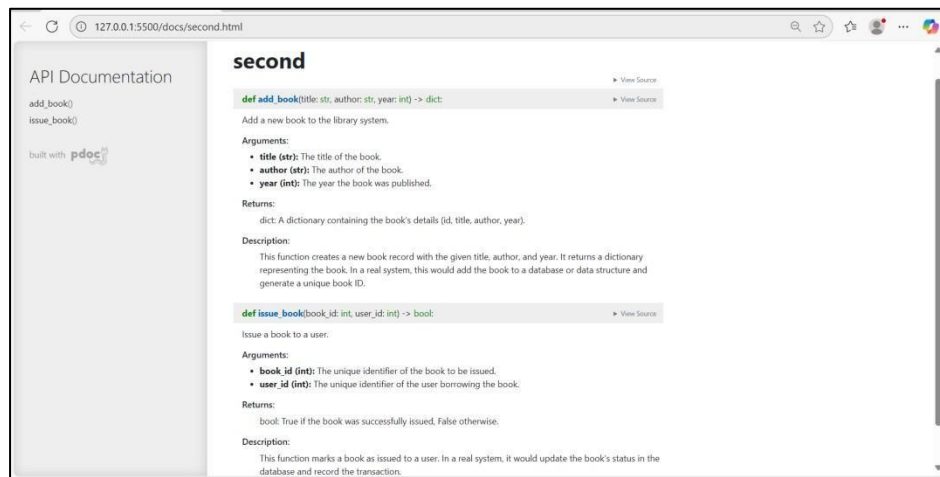 127.0.0.1:5500/docs/second.html
API Documentation
add_book()
issue_book()
built with pdoc
second
View Source
def add_book(title: str, author: str, year: int) -> dict:
View Source
Add a new book to the library system.
Arguments:
• title (str): The title of the book.
• author (str): The author of the book.
• year (int): The year the book was published.
Returns:
dict: A dictionary containing the book's details (id, title, author, year).
Description:
This function creates a new book record with the given title, author, and year. It returns a dictionary
representing the book. In a real system, this would add the book to a database or data structure and
generate a unique book ID.
def issue_book(book_id: int, user_id: int) -> bool:
View Source
Issue a book to a user.
Arguments:
• book_id (int): The unique identifier of the book to be issued.
• user_id (int): The unique identifier of the user borrowing the book.
Returns:
bool: True if the book was successfully issued, False otherwise.
Description:
This function marks a book as issued to a user. In a real system, it would update the book's status in the
database and record the transaction.